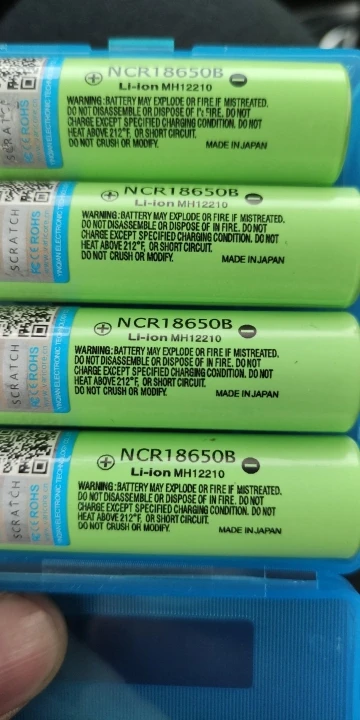 SCRATCH
FC CE ROHS
⊕ NCR18650B ⊖
Li-ion MH12210
WARNING: BATTERY MAY EXPLODE OR FIRE IF MISTREATED.
DO NOT DISASSEMBLE OR DISPOSE OF IN FIRE. DO NOT
CHARGE EXCEPT SPECIFIED CHARGING CONDITION. DO NOT
HEAT ABOVE 212°F, OR SHORT CIRCUIT.
DO NOT CRUSH OR MODIFY. MADE IN JAPAN
SCRATCH
FC CE ROHS
⊕ NCR18650B ⊖
Li-ion MH12210
WARNING: BATTERY MAY EXPLODE OR FIRE IF MISTREATED.
DO NOT DISASSEMBLE OR DISPOSE OF IN FIRE. DO NOT
CHARGE EXCEPT SPECIFIED CHARGING CONDITION. DO NOT
HEAT ABOVE 212°F, OR SHORT CIRCUIT.
DO NOT CRUSH OR MODIFY. MADE IN JAPAN
SCRATCH
FC CE ROHS
⊕ NCR18650B ⊖
Li-ion MH12210
WARNING: BATTERY MAY EXPLODE OR FIRE IF MISTREATED.
DO NOT DISASSEMBLE OR DISPOSE OF IN FIRE. DO NOT
CHARGE EXCEPT SPECIFIED CHARGING CONDITION. DO NOT
HEAT ABOVE 212°F, OR SHORT CIRCUIT.
DO NOT CRUSH OR MODIFY. MADE IN JAPAN
SCRATCH
FC CE ROHS
⊕ NCR18650B ⊖
Li-ion MH12210
WARNING: BATTERY MAY EXPLODE OR FIRE IF MISTREATED.
DO NOT DISASSEMBLE OR DISPOSE OF IN FIRE. DO NOT
CHARGE EXCEPT SPECIFIED CHARGING CONDITION. DO NOT
HEAT ABOVE 212°F, OR SHORT CIRCUIT.
DO NOT CRUSH OR MODIFY. MADE IN JAPAN